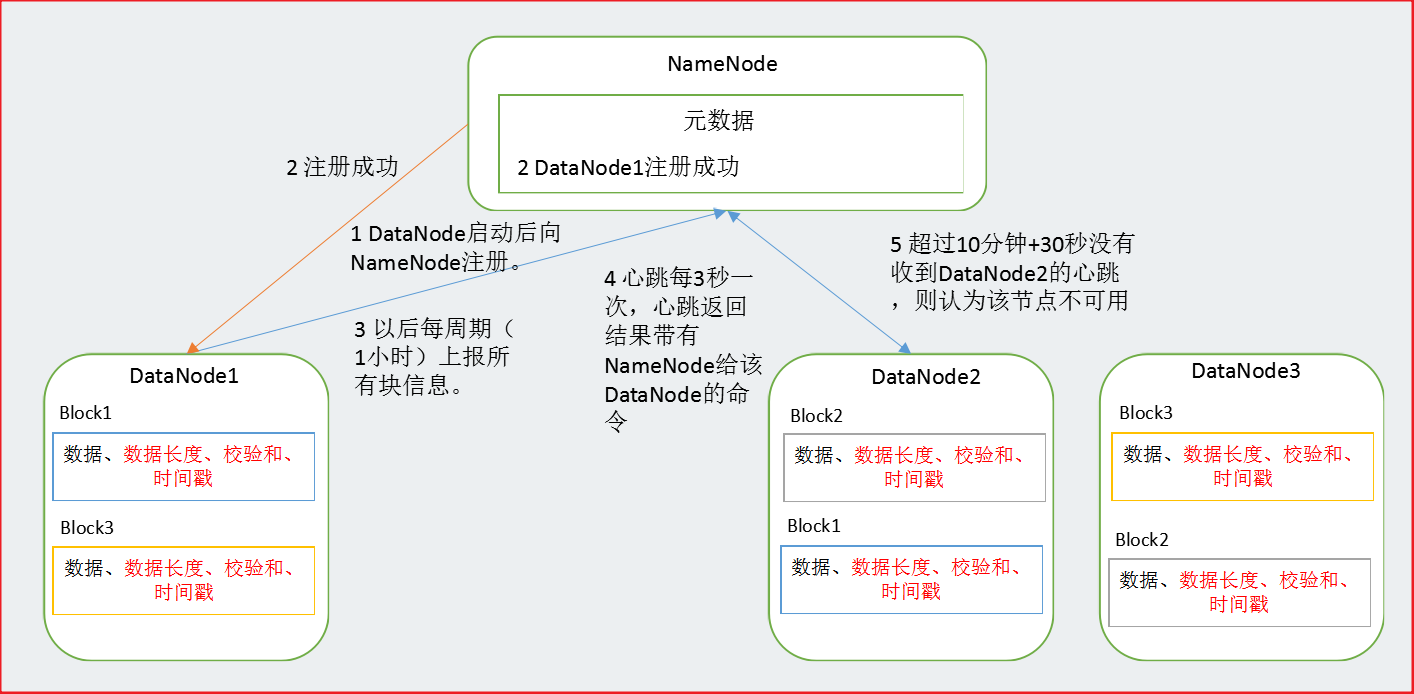 NameNode
元数据
2 DataNode1注册成功
2 注册成功
1 DataNode启动后向
NameNode注册。
3 以后每周期（
1小时）上报所
有块信息。
4 心跳每3秒一
次，心跳返回
结果带有
NameNode给该
DataNode的命
令
5 超过10分钟+30秒没有
收到DataNode2的心跳
，则认为该节点不可用
DataNode1
Block1
数据、数据长度、校验和、
时间戳
Block3
数据、数据长度、校验和、
时间戳
DataNode2
Block2
数据、数据长度、校验和、
时间戳
Block1
数据、数据长度、校验和、
时间戳
DataNode3
Block3
数据、数据长度、校验和、
时间戳
Block2
数据、数据长度、校验和、
时间戳